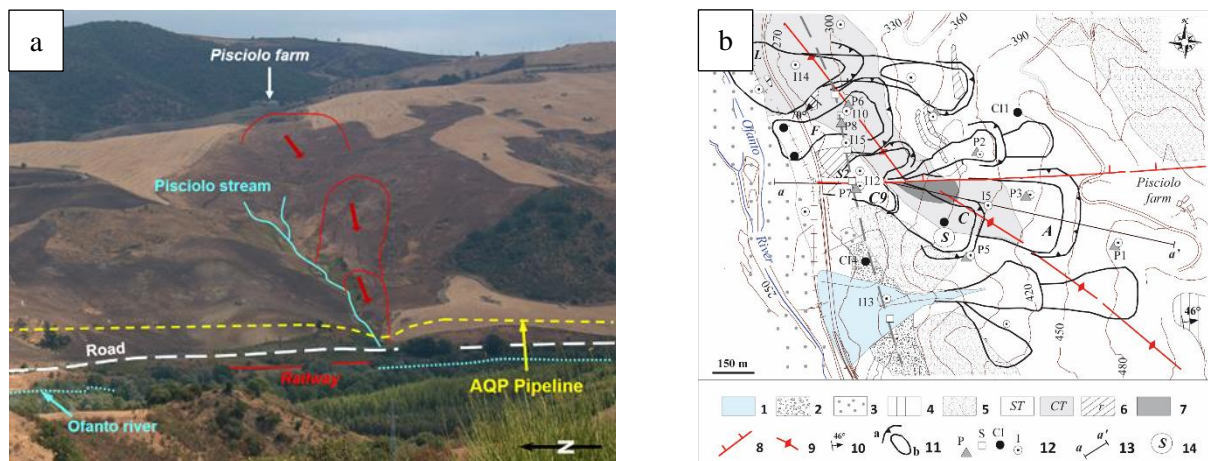 a
Pisciolo farm
Pisciolo stream
Road
Railway
AQP Pipeline
Ofanto river
N
b
270
300
330
360
390
L
I14
P6
I10
P8
70°
F
I15
CI1
P2
Ofanto
S2
I12
P7
C9
a
I5
P3
Pisciolo
farm
C
A
S
CI4
P5
P1
a'
River
250
I13
420
46°
450
480
150 m
1 2 3 4 5 ST CT r 6 7
8 9 46° 10 a b 11 P S CI I 12 a a' 13 S 14